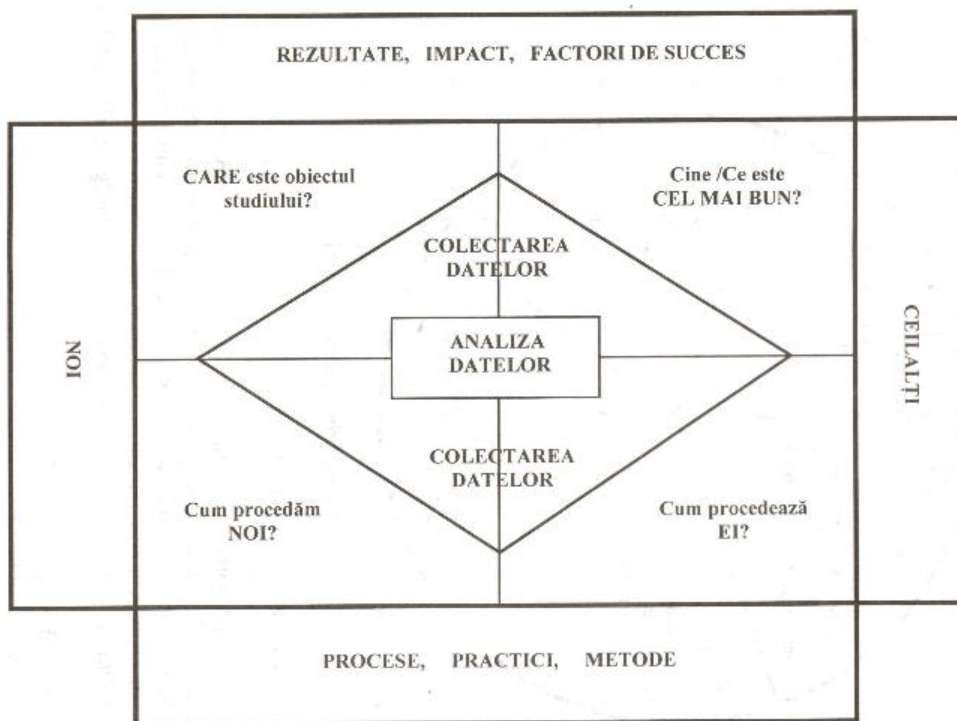 REZULTATE, IMPACT, FACTORI DE SUCCES
CARE este obiectul
studiului?
Cine /Ce este
CEL MAI BUN?
COLECTAREA
DATELOR
NOI
ANALIZA
DATELOR
CEILALȚI
COLECTAREA
DATELOR
Cum procedăm
NOI?
Cum procedează
EI?
PROCESE, PRACTICI, METODE